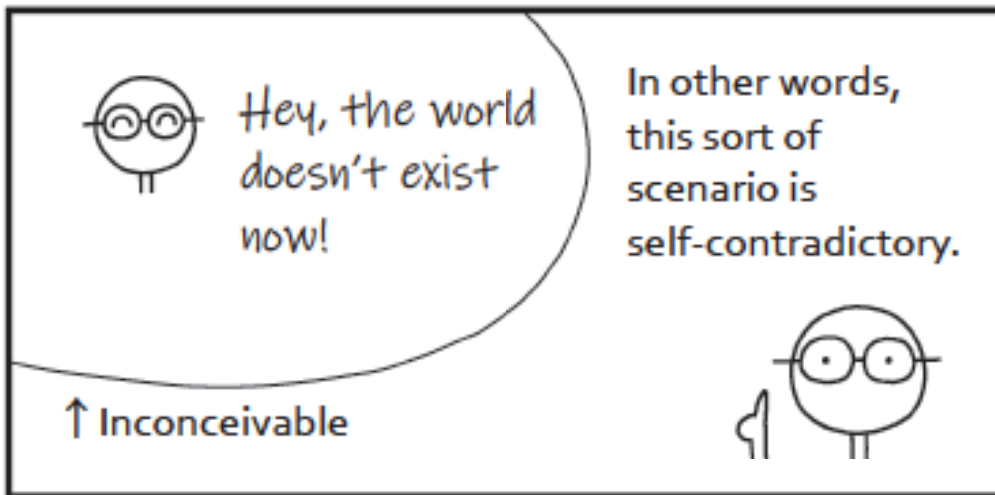 Hey, the world
doesn't exist
now!
In other words,
this sort of
scenario is
self-contradictory.
↑ Inconceivable